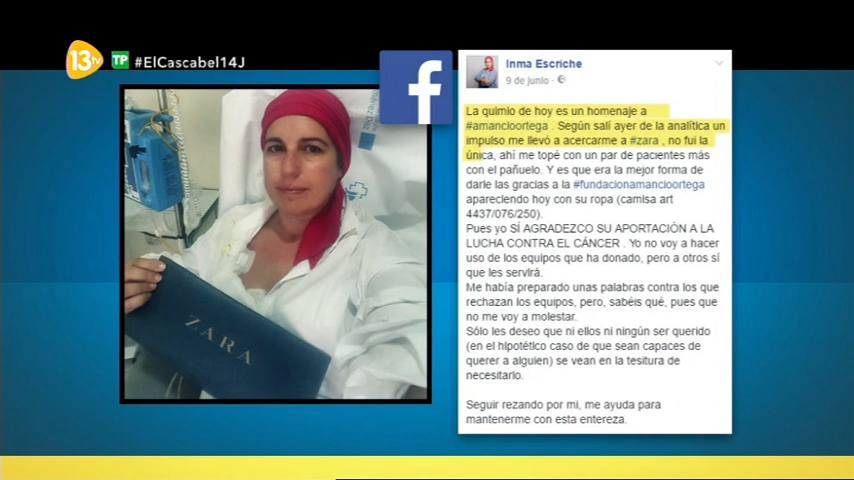 13tv
TP
#ElCascabel14J
f
Inma Escriche
9 de junio ·
La quimio de hoy es un homenaje a
#amancioortega . Según salí ayer de la analítica un
impulso me llevó a acercarme a #zara , no fui la
única, ahí me topé con un par de pacientes más
con el pañuelo. Y es que era la mejor forma de
darle las gracias a la #fundacionamancioortega
apareciendo hoy con su ropa (camisa art
4437/076/250).
Pues yo SÍ AGRADEZCO SU APORTACIÓN A LA
LUCHA CONTRA EL CÁNCER . Yo no voy a hacer
uso de los equipos que ha donado, pero a otros sí
que les servirá.
Me había preparado unas palabras contra los que
rechazan los equipos, pero, sabéis qué, pues que
no me voy a molestar.
Sólo les deseo que ni ellos ni ningún ser querido
(en el hipotético caso de que sean capaces de
querer a alguien) se vean en la tesitura de
necesitarlo.
Seguir rezando por mi, me ayuda para
mantenerme con esta entereza.
ZARA